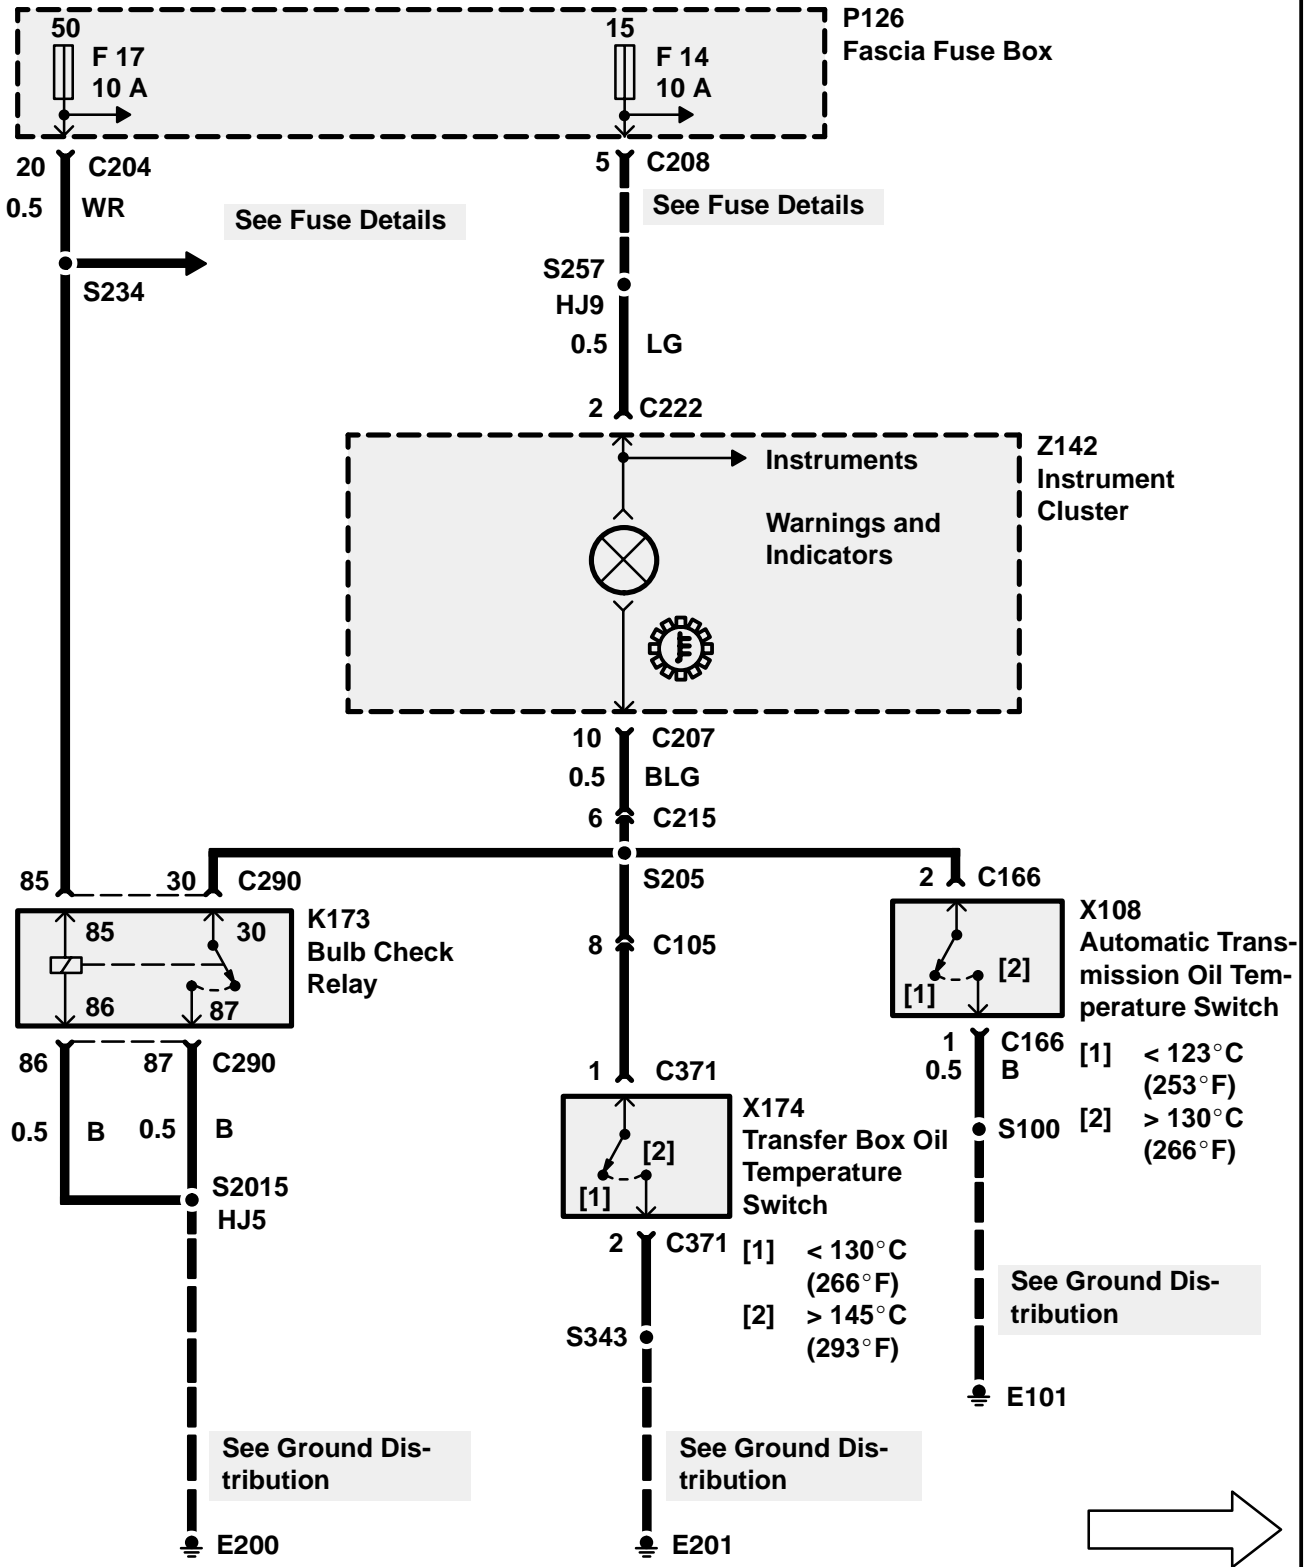 50
15
P126
Fascia Fuse Box
F 17
10 A
F 14
10 A
20 C204
5 C208
0.5 WR
See Fuse Details
See Fuse Details
S234
S257
HJ9
0.5 LG
2 C222
Z142
Instrument
Cluster
Instruments
Warnings and
Indicators
10 C207
0.5 BLG
6 C215
S205
85
30 C290
2 C166
K173
Bulb Check
Relay
85
30
86
87
8 C105
X108
Automatic Trans-
mission Oil Tem-
perature Switch
[1]
[2]
86
87 C290
1 C166
0.5 B
[1] < 123°C
(253°F)
[2] > 130°C
(266°F)
1 C371
0.5 B
0.5 B
S100
X174
Transfer Box Oil
Temperature
Switch
[2]
[1]
S2015
HJ5
2 C371
[1] < 130°C
(266°F)
[2] > 145°C
(293°F)
S343
See Ground Dis-
tribution
E101
See Ground Dis-
tribution
See Ground Dis-
tribution
E200
E201